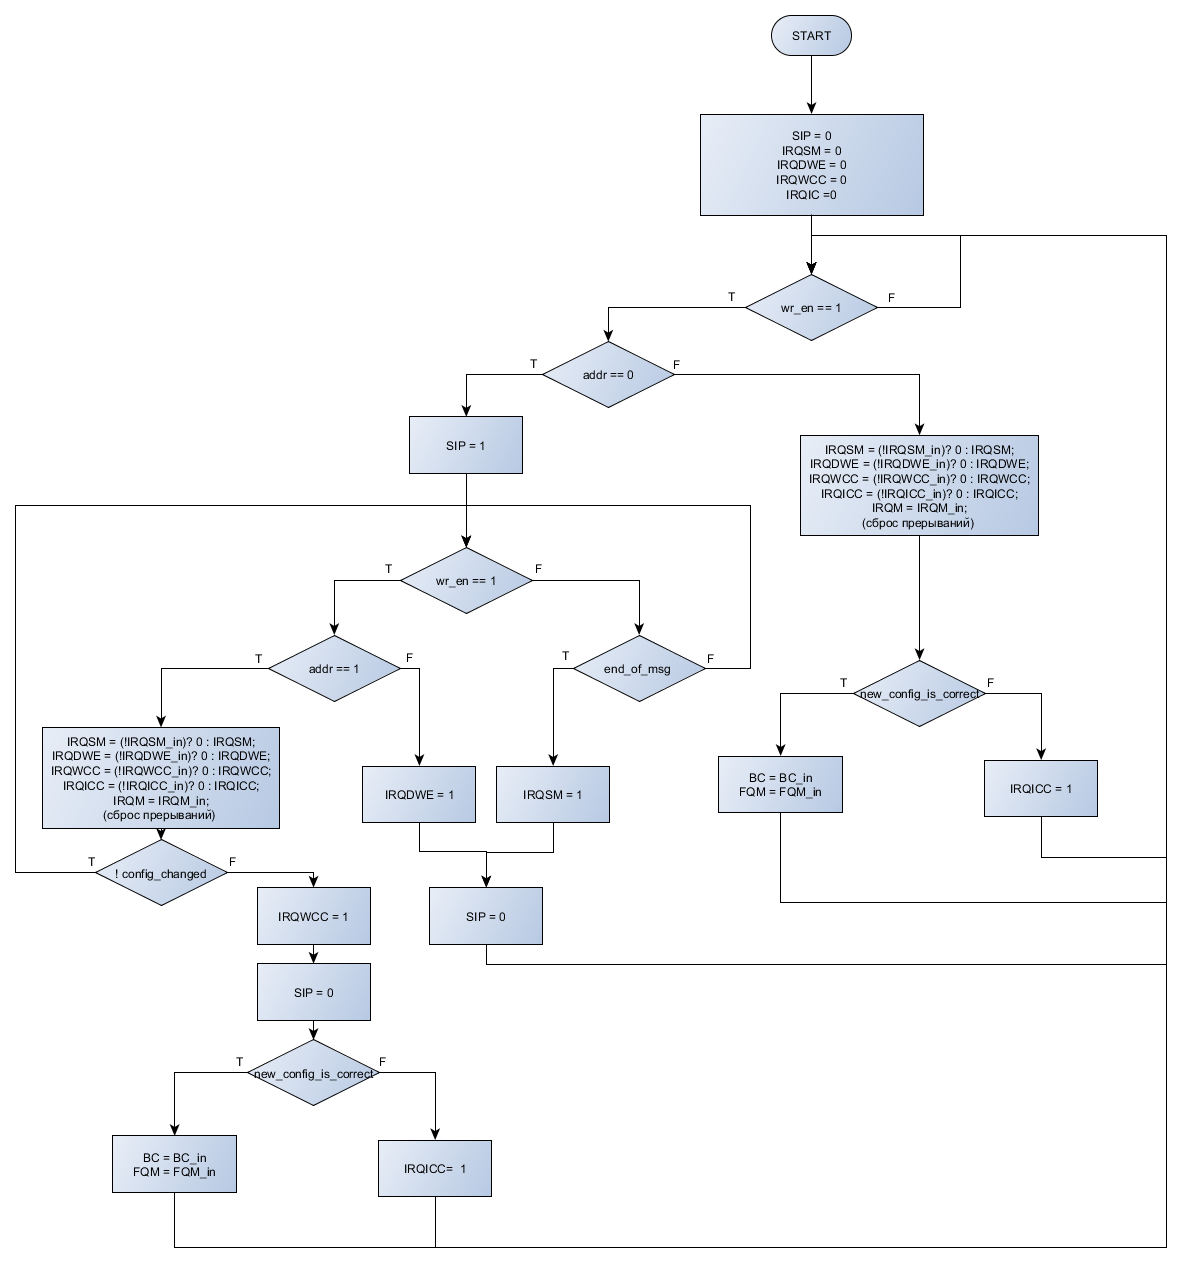 START
SIP = 0
IRQSM = 0
IRQDWE = 0
IRQWCC = 0
IRQIC =0
T
wr_en == 1
F
T
addr == 0
F
SIP = 1
IRQSM = (!IRQSM_in)? 0 : IRQSM;
IRQDWE = (!IRQDWE_in)? 0 : IRQDWE;
IRQWCC = (!IRQWCC_in)? 0 : IRQWCC;
IRQICC = (!IRQICC_in)? 0 : IRQICC;
IRQM = IRQM_in;
(сброс прерываний)
T
wr_en == 1
F
T
addr == 1
F
T
end_of_msg
F
T
new_config_is_correct
F
IRQSM = (!IRQSM_in)? 0 : IRQSM;
IRQDWE = (!IRQDWE_in)? 0 : IRQDWE;
IRQWCC = (!IRQWCC_in)? 0 : IRQWCC;
IRQICC = (!IRQICC_in)? 0 : IRQICC;
IRQM = IRQM_in;
(сброс прерываний)
IRQDWE = 1
IRQSM = 1
BC = BC_in
FQM = FQM_in
IRQICC = 1
T
! config_changed
F
IRQWCC = 1
SIP = 0
SIP = 0
T
new_config_is_correct
F
BC = BC_in
FQM = FQM_in
IRQICC=  1